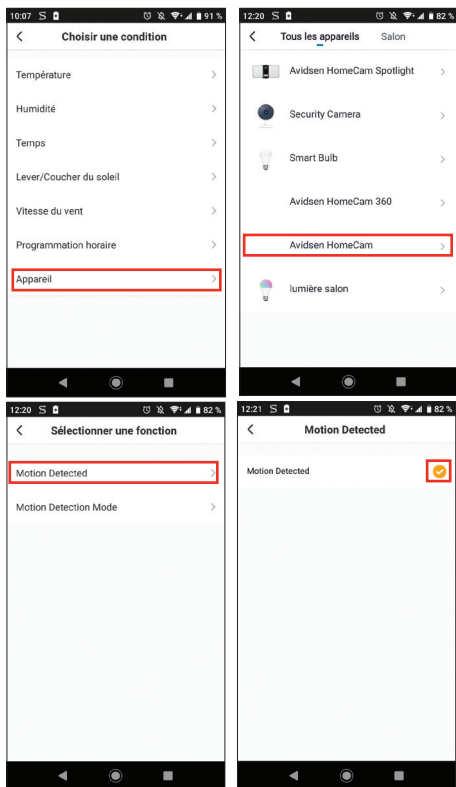 10:07 S 91 %
Choisir une condition
Température
Humidité
Temps
Lever/Coucher du soleil
Vitesse du vent
Programmation horaire
Appareil
12:20 S 82 %
Tous les appareils Salon
Avidsen HomeCam Spotlight
Security Camera
Smart Bulb
Avidsen HomeCam 360
Avidsen HomeCam
lumière salon
12:20 S 82 %
Sélectionner une fonction
Motion Detected
Motion Detection Mode
12:21 S 82 %
Motion Detected
Motion Detected